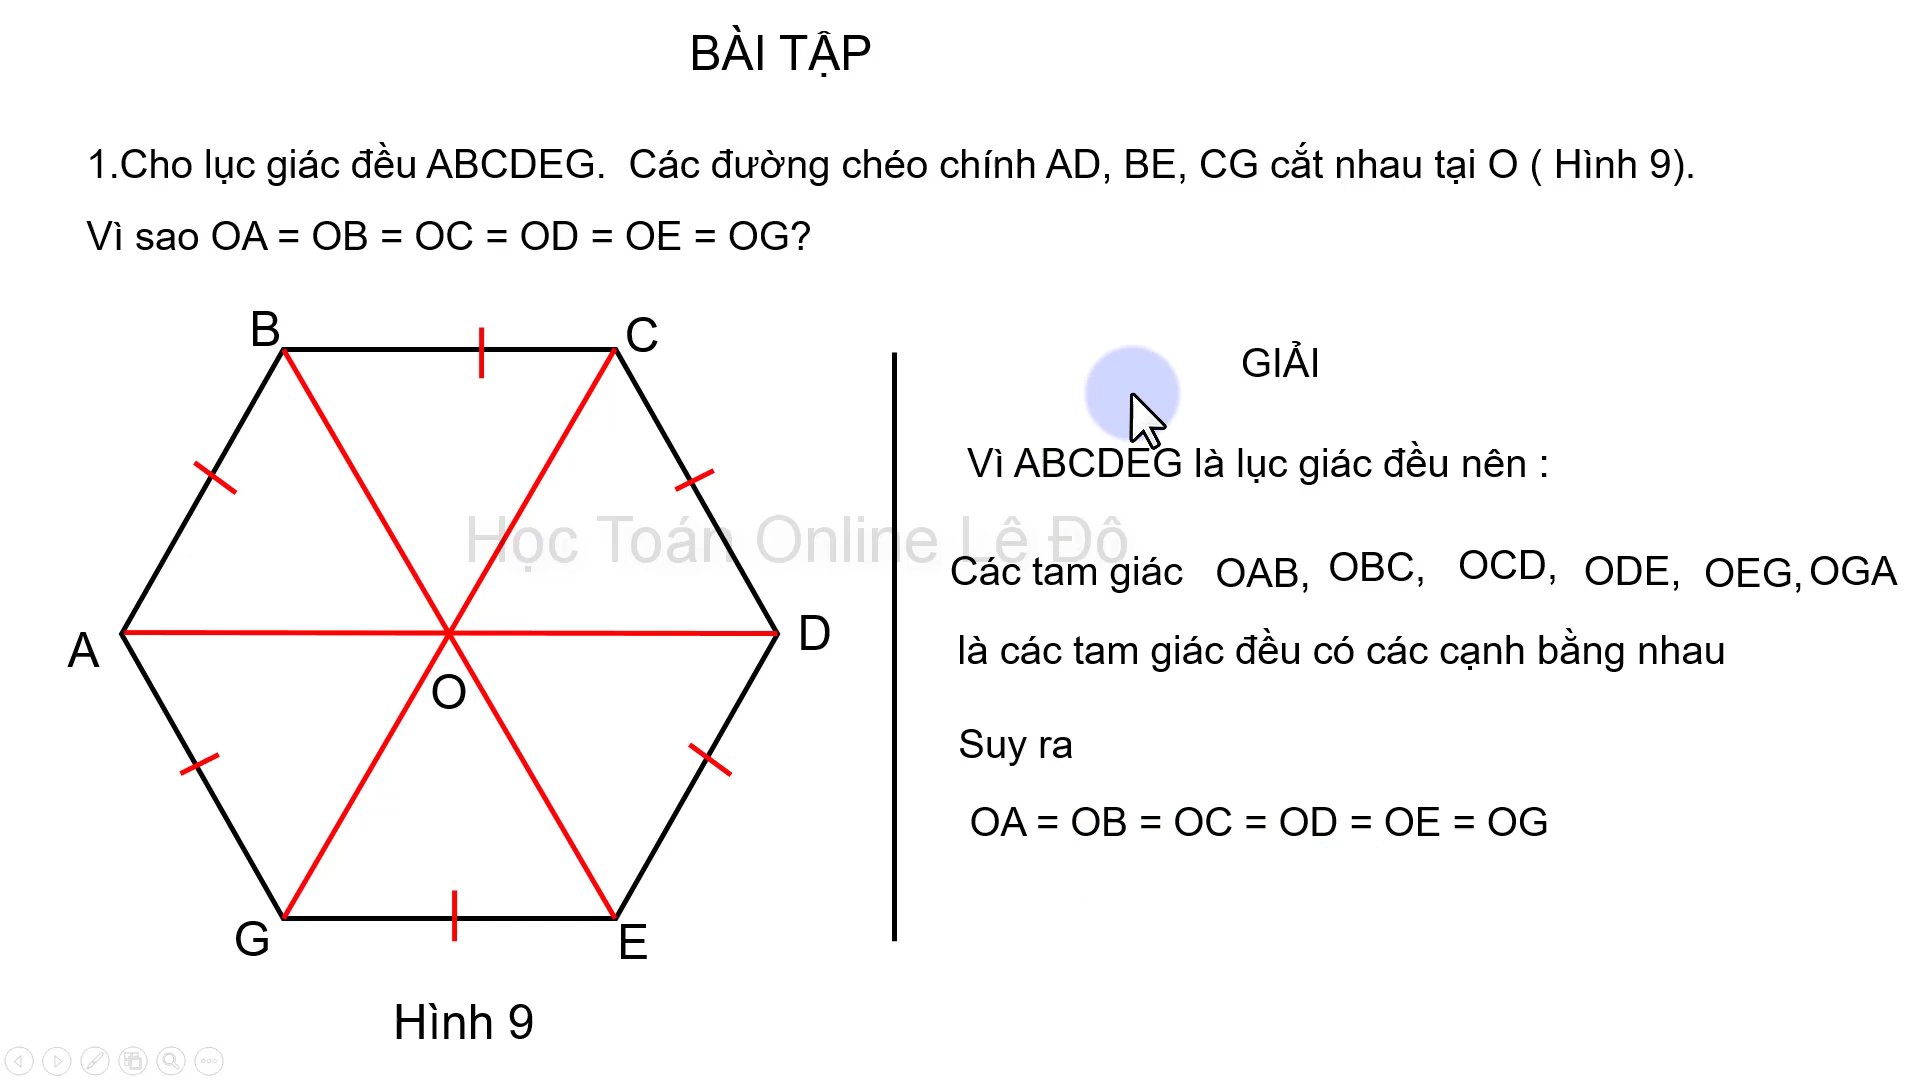 BÀI TẬP
1.Cho lục giác đều ABCDEG. Các đường chéo chính AD, BE, CG cắt nhau tại O ( Hình 9).
Vì sao OA = OB = OC = OD = OE = OG?
B
C
A
D
O
G
E
Hình 9
Học Toán Online Lê Đô
GIẢI
Vì ABCDEG là lục giác đều nên :
Các tam giác OAB, OBC, OCD, ODE, OEG, OGA
là các tam giác đều có các cạnh bằng nhau
Suy ra
OA = OB = OC = OD = OE = OG